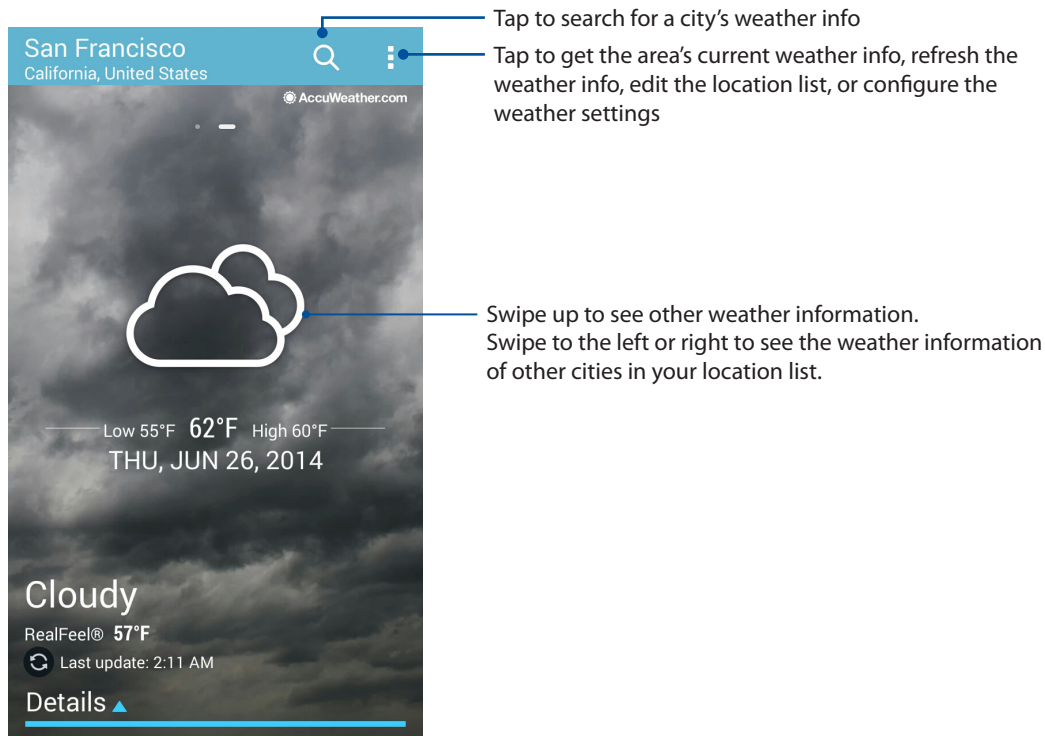 Tap to search for a city’s weather info
San Francisco
California, United States
Tap to get the area’s current weather info, refresh the
weather info, edit the location list, or configure the
weather settings
AccuWeather.com
Swipe up to see other weather information.
Swipe to the left or right to see the weather information
of other cities in your location list.
Low 55°F 62°F High 60°F
THU, JUN 26, 2014
Cloudy
RealFeel® 57°F
Last update: 2:11 AM
Details